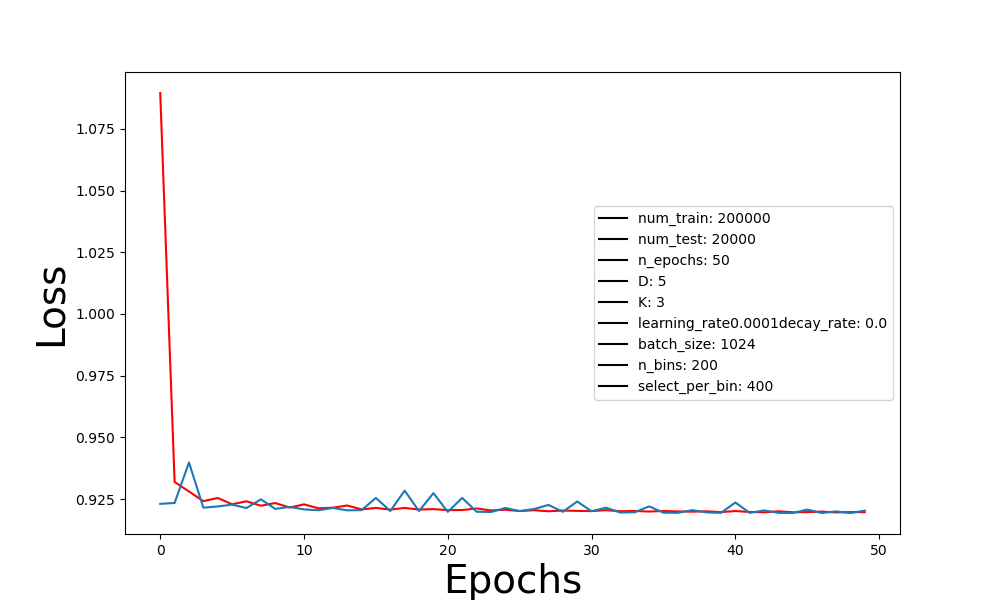 Loss
1.075
1.050
1.025
1.000
0.975
0.950
0.925
num_train: 200000
num_test: 20000
n_epochs: 50
D: 5
K: 3
learning_rate0.0001decay_rate: 0.0
batch_size: 1024
n_bins: 200
select_per_bin: 400
0 10 20 30 40 50
Epochs